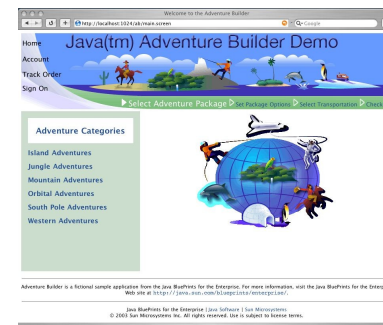 Welcome to the Adventure Builder
http://localhost:1024/ab/main.screen
Google
Home
Java(tm) Adventure Builder Demo
Account
Track Order
Sign On
Select Adventure Package Set Package Options Select Transportation Check
Adventure Categories
Island Adventures
Jungle Adventures
Mountain Adventures
Orbital Adventures
South Pole Adventures
Western Adventures
Adventure Builder is a fictional sample application from the Java BluePrints for the Enterprise. For more information, visit the Java BluePrints for the Enterp
Web site at http://java.sun.com/blueprints/enterprise/.
Java BluePrints for the Enterprise | Java Software | Sun Microsystems
© 2003 Sun Microsystems Inc. All rights reserved. Use is subject to license terms.